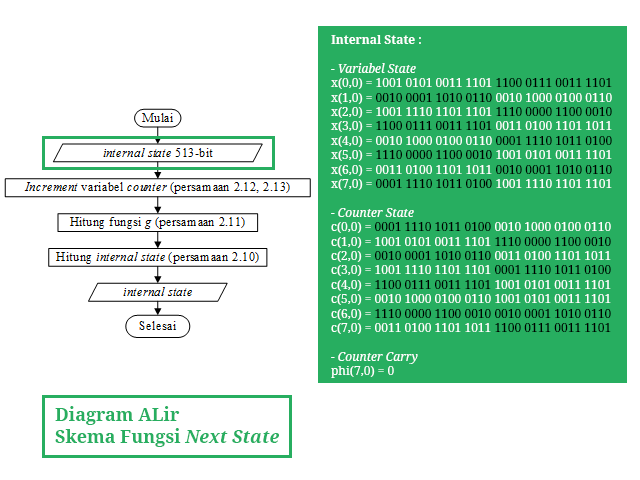 Mulai
internal state 513-bit
Increment variabel counter (persamaan 2.12, 2.13)
Hitung fungsi g (persamaan 2.11)
Hitung internal state (persamaan 2.10)
internal state
Selesai
Diagram ALir
Skema Fungsi Next State
Internal State :
- Variabel State
x(0,0) = 1001 0101 0011 1101 1100 0111 0011 1101
x(1,0) = 0010 0001 1010 0110 0010 1000 0100 0110
x(2,0) = 1001 1110 1101 1101 1110 0000 1100 0010
x(3,0) = 1100 0111 0011 1101 0011 0100 1101 1011
x(4,0) = 0010 1000 0100 0110 0001 1110 1011 0100
x(5,0) = 1110 0000 1100 0010 1001 0101 0011 1101
x(6,0) = 0011 0100 1101 1011 0010 0001 1010 0110
x(7,0) = 0001 1110 1011 0100 1001 1110 1101 1101
- Counter State
c(0,0) = 0001 1110 1011 0100 0010 1000 0100 0110
c(1,0) = 1001 0101 0011 1101 1110 0000 1100 0010
c(2,0) = 0010 0001 1010 0110 0011 0100 1101 1011
c(3,0) = 1001 1110 1101 1101 0001 1110 1011 0100
c(4,0) = 1100 0111 0011 1101 1001 0101 0011 1101
c(5,0) = 0010 1000 0100 0110 1001 0101 0011 1101
c(6,0) = 1110 0000 1100 0010 0010 0001 1010 0110
c(7,0) = 0011 0100 1101 1011 1100 0111 0011 1101
- Counter Carry
phi(7,0) = 0